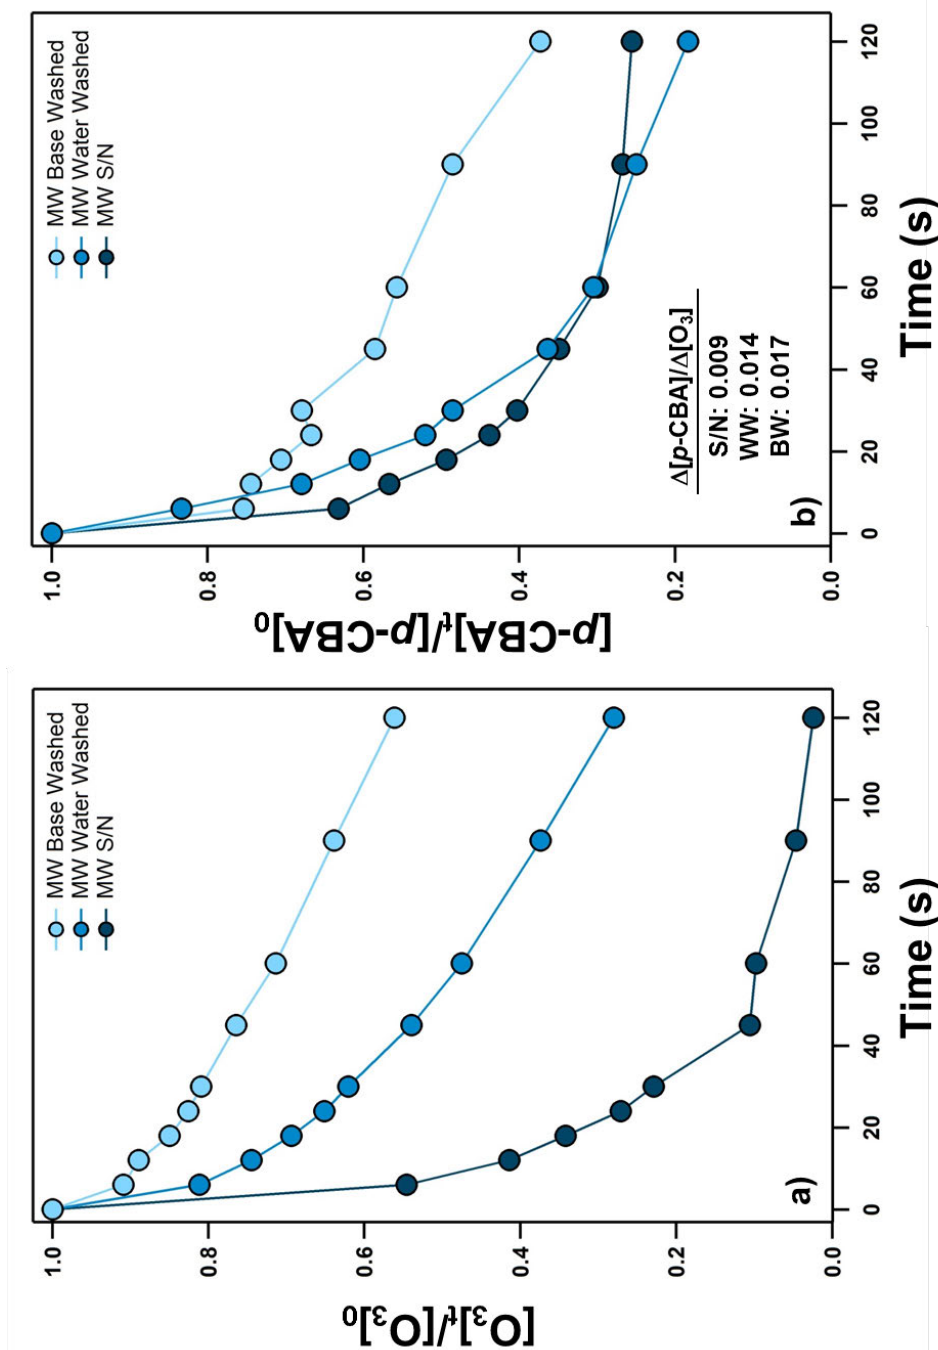 [O₃]ₜ/[O₃]₀
1.0
0.8
0.6
0.4
0.2
0.0
MW Base Washed
MW Water Washed
MW S/N
a)
0
20
40
60
80
100
120
Time (s)
[p-CBA]ₜ/[p-CBA]₀
1.0
0.8
0.6
0.4
0.2
0.0
MW Base Washed
MW Water Washed
MW S/N
Δ[p-CBA]/Δ[O₃]
S/N: 0.009
WW: 0.014
BW: 0.017
b)
0
20
40
60
80
100
120
Time (s)